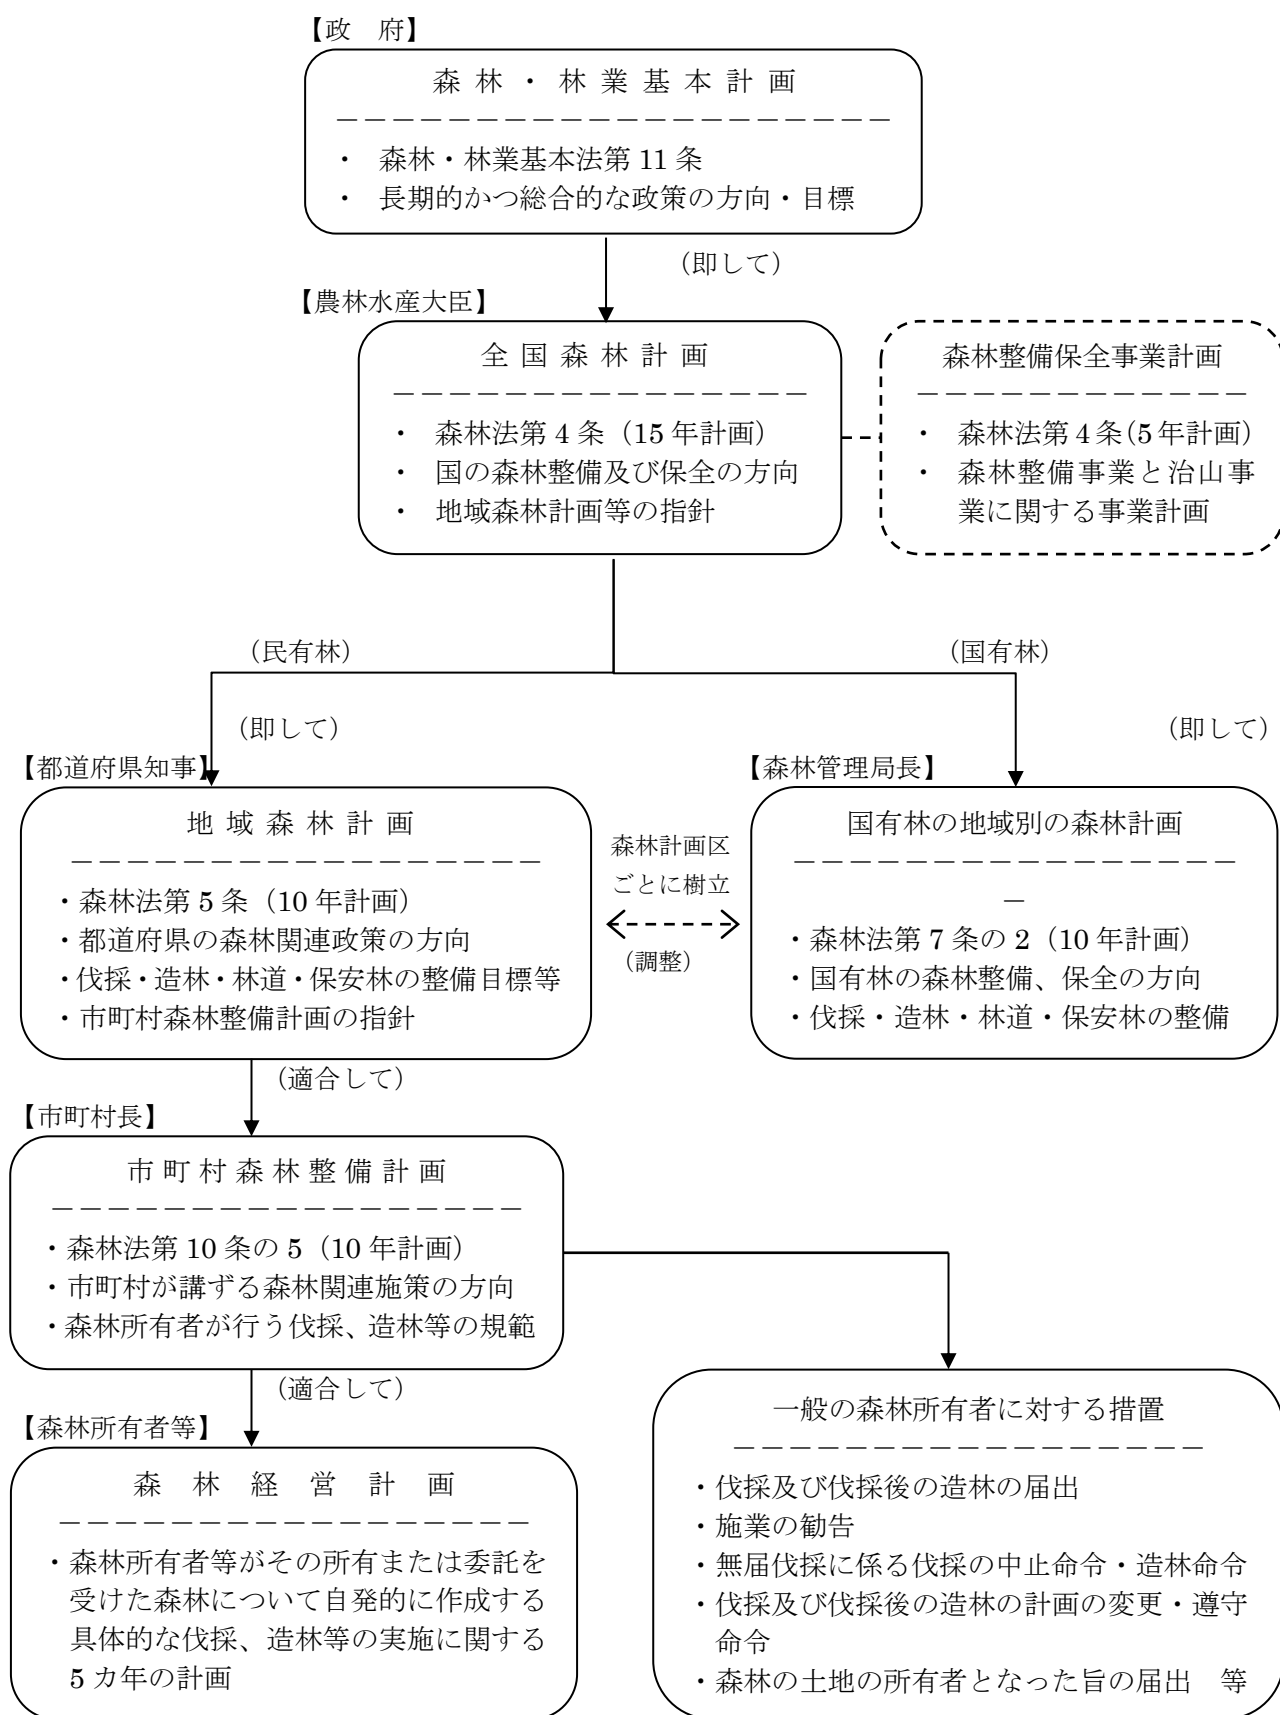 【政　府】
森林・林業基本計画
－－－－－－－－－－－－－－－－－－－－
・　森林・林業基本法第 11 条
・　長期的かつ総合的な政策の方向・目標
（即して）
【農林水産大臣】
全国森林計画
－－－－－－－－－－－－－－－
・　森林法第 4 条（15 年計画）
・　国の森林整備及び保全の方向
・　地域森林計画等の指針
森林整備保全事業計画
－－－－－－－－－－－－
・　森林法第 4 条（5 年計画）
・　森林整備事業と治山事
業に関する事業計画
（民有林）
（国有林）
（即して）
（即して）
【都道府県知事】
地域森林計画
－－－－－－－－－－－－－－－－－
・森林法第 5 条（10 年計画）
・都道府県の森林関連政策の方向
・伐採・造林・林道・保安林の整備目標等
・市町村森林整備計画の指針
森林計画区
ごとに樹立
（調整）
【森林管理局長】
国有林の地域別の森林計画
－－－－－－－－－－－－－－－－
－
・森林法第 7 条の 2（10 年計画）
・国有林の森林整備、保全の方向
・伐採・造林・林道・保安林の整備
（適合して）
【市町村長】
市町村森林整備計画
－－－－－－－－－－－－－－－－－
・森林法第 10 条の 5（10 年計画）
・市町村が講ずる森林関連施策の方向
・森林所有者が行う伐採、造林等の規範
（適合して）
【森林所有者等】
森林経営計画
－－－－－－－－－－－－－－－－－
・森林所有者等がその所有または委託を
受けた森林について自発的に作成する
具体的な伐採、造林等の実施に関する
5 カ年の計画
一般の森林所有者に対する措置
－－－－－－－－－－－－－－－－－
・伐採及び伐採後の造林の届出
・施業の勧告
・無届伐採に係る伐採の中止命令・造林命令
・伐採及び伐採後の造林の計画の変更・遵守
命令
・森林の土地の所有者となった旨の届出　等